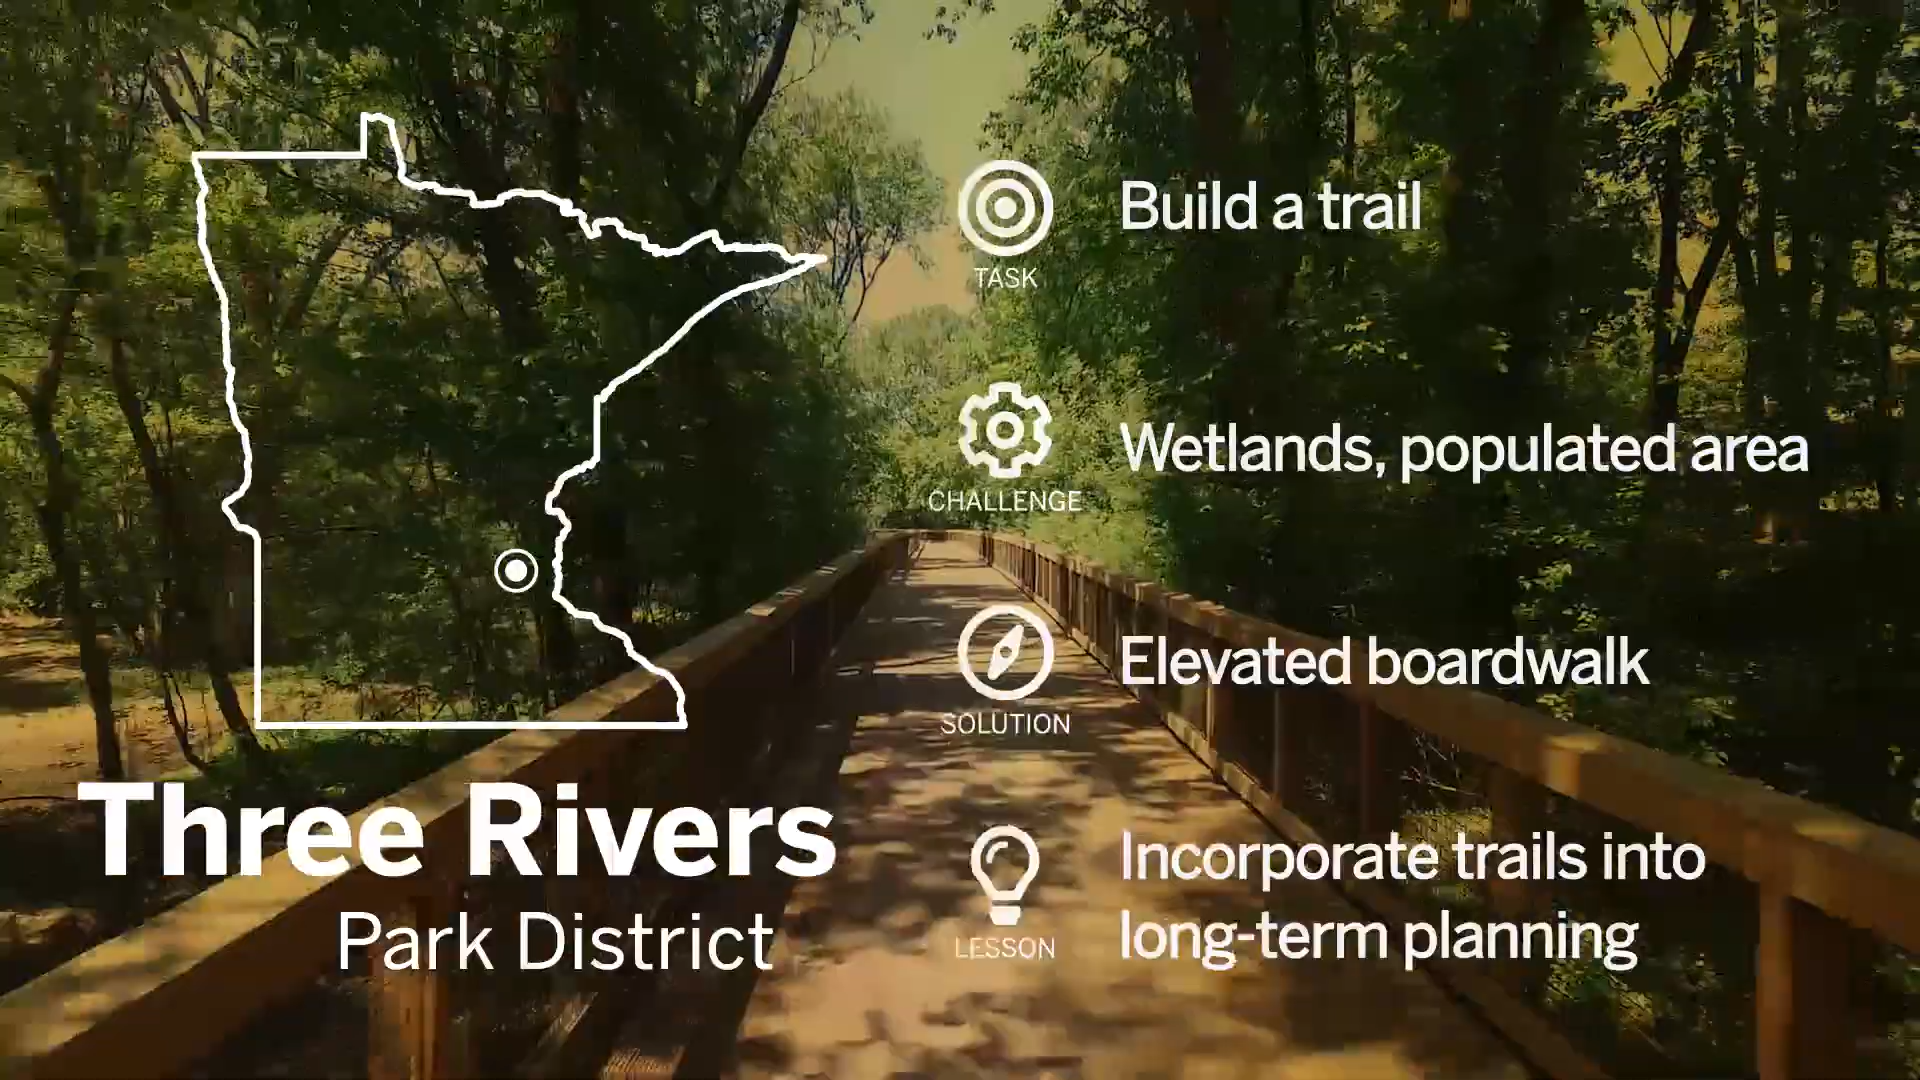 Three Rivers
Park District
TASK
Build a trail
CHALLENGE
Wetlands, populated area
SOLUTION
Elevated boardwalk
LESSON
Incorporate trails into
long-term planning